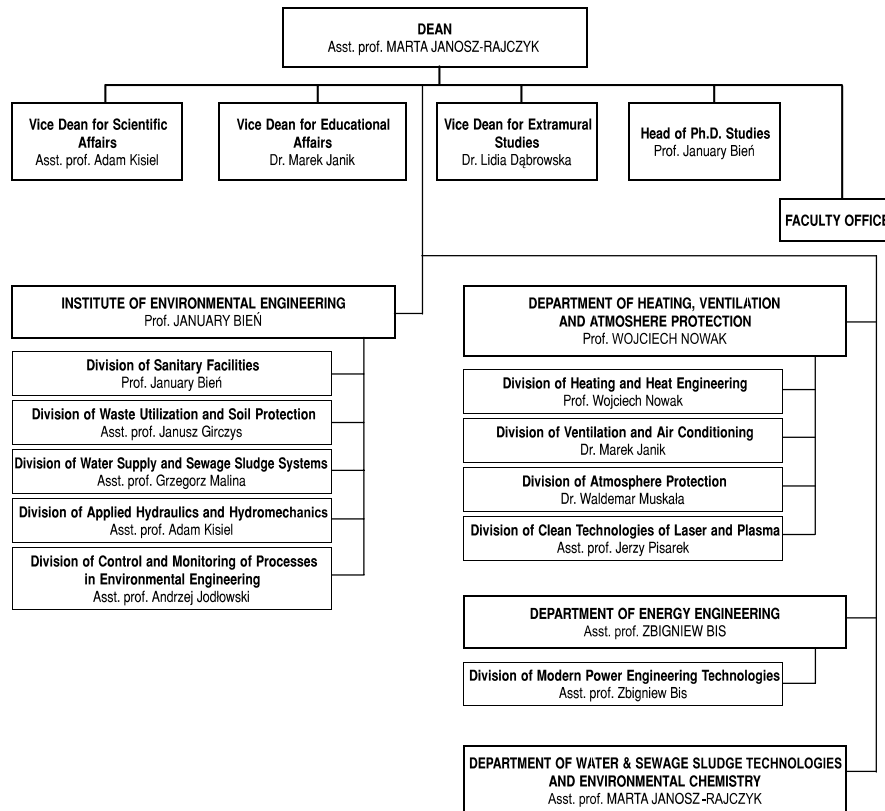 DEAN
Asst. prof. MARTA JANOSZ-RAJCZYK
Vice Dean for Scientific
Affairs
Asst. prof. Adam Kisiel
Vice Dean for Educational
Affairs
Dr. Marek Janik
Vice Dean for Extramural
Studies
Dr. Lidia Dąbrowska
Head of Ph.D. Studies
Prof. January Bień
FACULTY OFFICE
INSTITUTE OF ENVIRONMENTAL ENGINEERING
Prof. JANUARY BIEŃ
Division of Sanitary Facilities
Prof. January Bień
Division of Waste Utilization and Soil Protection
Asst. prof. Janusz Girczys
Division of Water Supply and Sewage Sludge Systems
Asst. prof. Grzegorz Malina
Division of Applied Hydraulics and Hydromechanics
Asst. prof. Adam Kisiel
Division of Control and Monitoring of Processes
in Environmental Engineering
Asst. prof. Andrzej Jodłowski
DEPARTMENT OF HEATING, VENTILATION
AND ATMOSHERE PROTECTION
Prof. WOJCIECH NOWAK
Division of Heating and Heat Engineering
Prof. Wojciech Nowak
Division of Ventilation and Air Conditioning
Dr. Marek Janik
Division of Atmosphere Protection
Dr. Waldemar Muskała
Division of Clean Technologies of Laser and Plasma
Asst. prof. Jerzy Pisarek
DEPARTMENT OF ENERGY ENGINEERING
Asst. prof. ZBIGNIEW BIS
Division of Modern Power Engineering Technologies
Asst. prof. Zbigniew Bis
DEPARTMENT OF WATER & SEWAGE SLUDGE TECHNOLOGIES
AND ENVIRONMENTAL CHEMISTRY
Asst. prof. MARTA JANOSZ-RAJCZYK